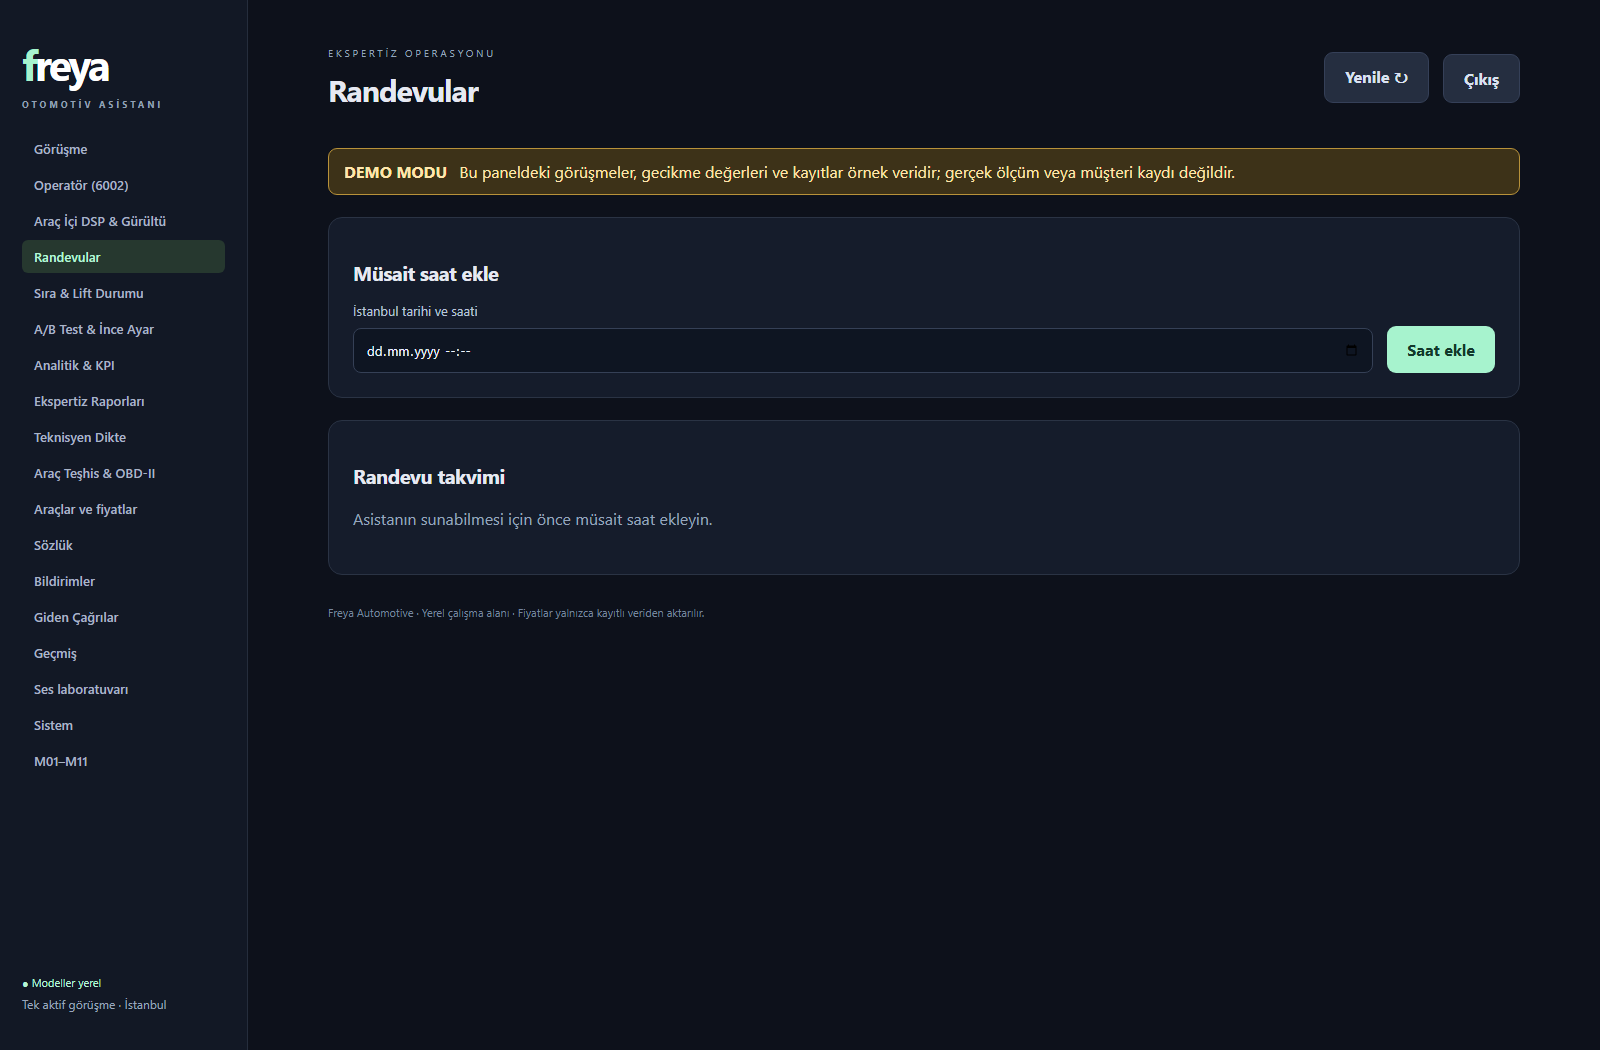 freya
OTOMOTİV ASİSTANI
Görüşme
Operatör (6002)
Araç İçi DSP & Gürültü
Randevular
Sıra & Lift Durumu
A/B Test & İnce Ayar
Analitik & KPI
Ekspertiz Raporları
Teknisyen Dikte
Araç Teşhis & OBD-II
Araçlar ve fiyatlar
Sözlük
Bildirimler
Giden Çağrılar
Geçmiş
Ses laboratuvarı
Sistem
M01–M11
● Modeller yerel
Tek aktif görüşme · İstanbul
EKSPERTİZ OPERASYONU
Randevular
Yenile ↻
Çıkış
DEMO MODU Bu paneldeki görüşmeler, gecikme değerleri ve kayıtlar örnek veridir; gerçek ölçüm veya müşteri kaydı değildir.
Müsait saat ekle
İstanbul tarihi ve saati
dd.mm.yyyy --:--
Saat ekle
Randevu takvimi
Asistanın sunabilmesi için önce müsait saat ekleyin.
Freya Automotive · Yerel çalışma alanı · Fiyatlar yalnızca kayıtlı veriden aktarılır.